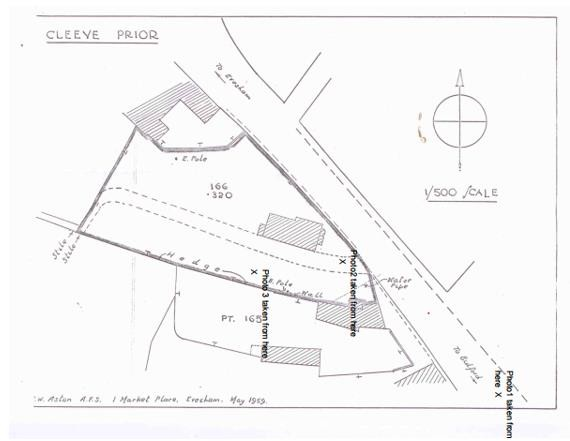 CLEEVE PRIOR
To Evesham
E. Pole
166
.320
1/500 SCALE
Stile
Stile
Hedge
E. Pole
Wall
Water
Pipe
PT. 165
Photo2 taken from here
X
Photo 3 taken from here
X
To Bidford
Photo1 taken from
here X
.W. Aston A.F.S. 1 Market Place, Evesham. May 1959.